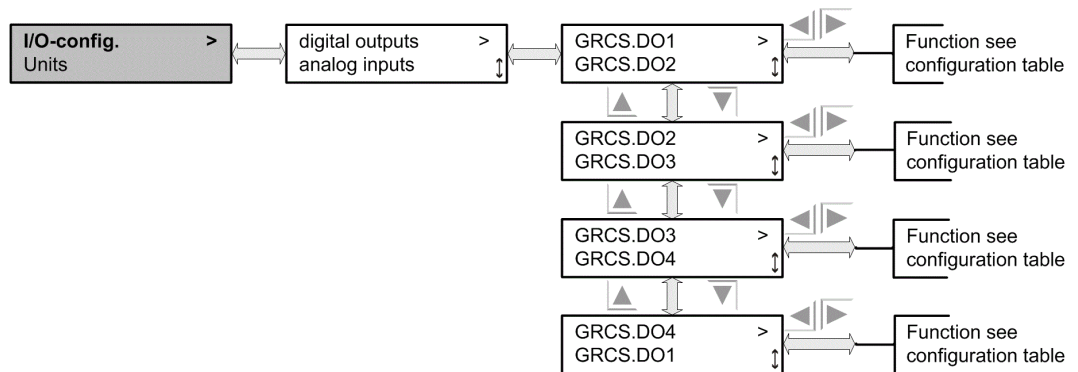 I/O-config. >
Units
digital outputs >
analog inputs
GRCS.DO1 >
GRCS.DO2
Function see
configuration table
GRCS.DO2 >
GRCS.DO3
Function see
configuration table
GRCS.DO3 >
GRCS.DO4
Function see
configuration table
GRCS.DO4 >
GRCS.DO1
Function see
configuration table